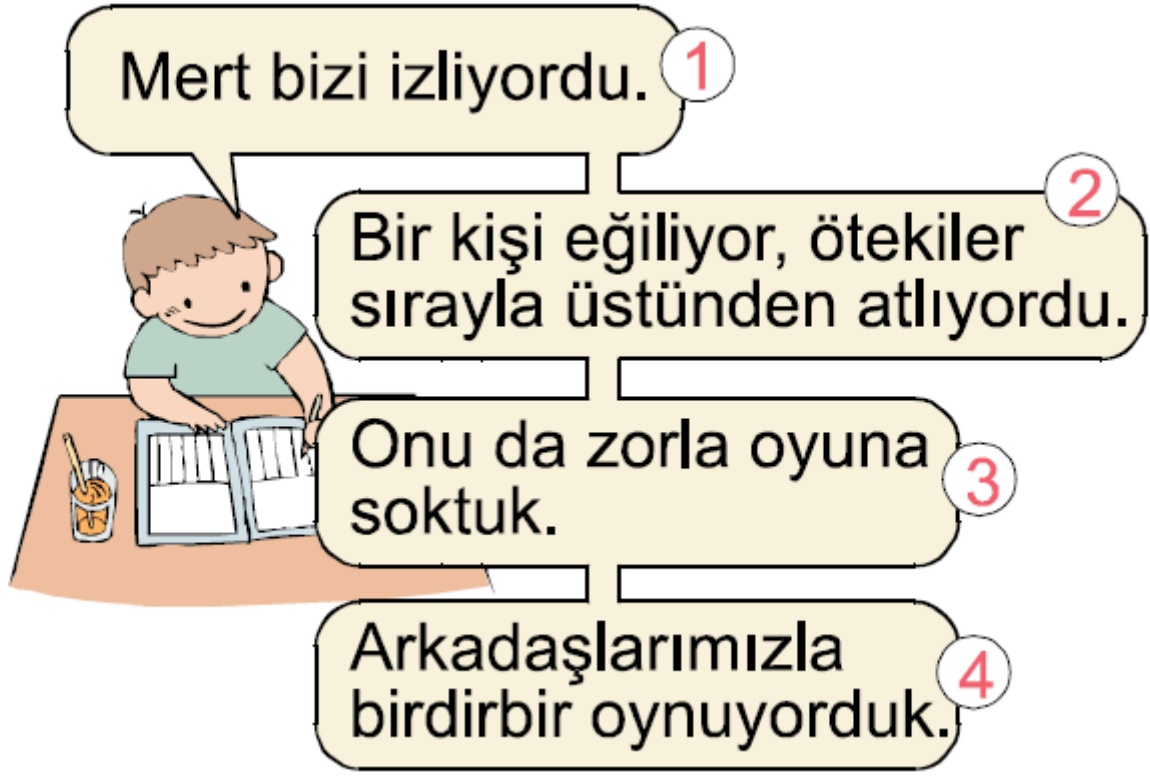 Mert bizi izliyordu.
1
2
Bir kişi eğiliyor, ötekiler
sırayla üstünden atlıyordu.
Onu da zorla oyuna
soktuk.
3
Arkadaşlarımızla
birdirbir oynuyorduk.
4